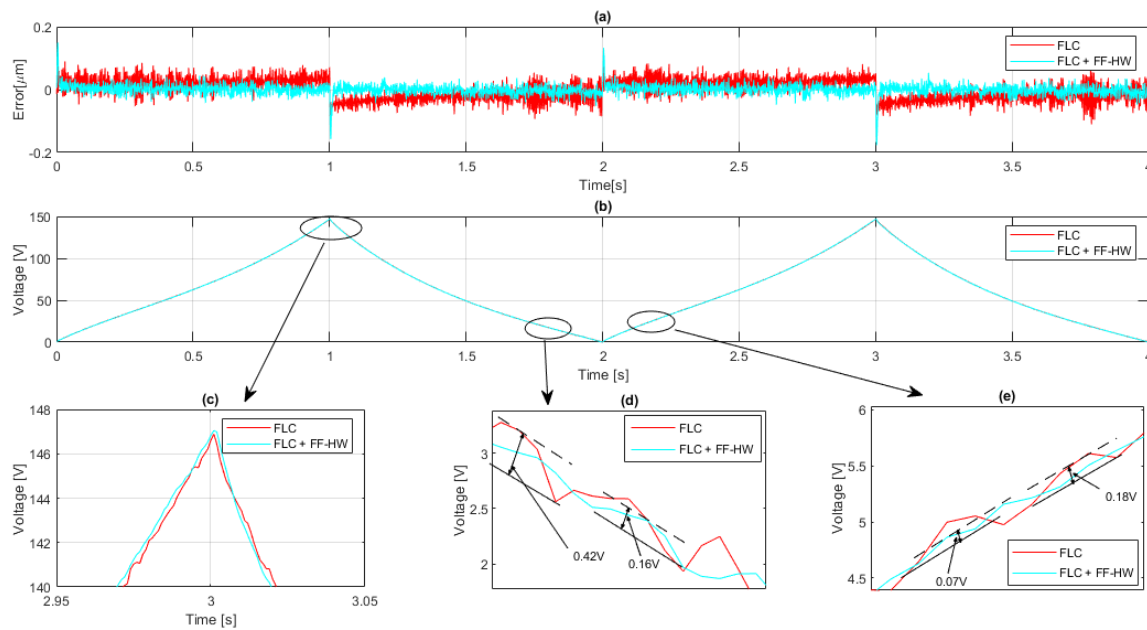 (a)
0.2
0
-0.2
Error[μm]
FLC
FLC + FF-HW
0 0.5 1 1.5 2 2.5 3 3.5 4
Time[s]
(b)
150
100
50
0
Voltage [V]
FLC
FLC + FF-HW
0 0.5 1 1.5 2 2.5 3 3.5 4
Time [s]
(c)
148
146
144
142
140
Voltage [V]
FLC
FLC + FF-HW
2.95 3 3.05
Time [s]
(d)
3
2.5
2
Voltage [V]
FLC
FLC + FF-HW
0.42V
0.16V
(e)
6
5.5
5
4.5
Voltage [V]
0.18V
0.07V
FLC
FLC + FF-HW